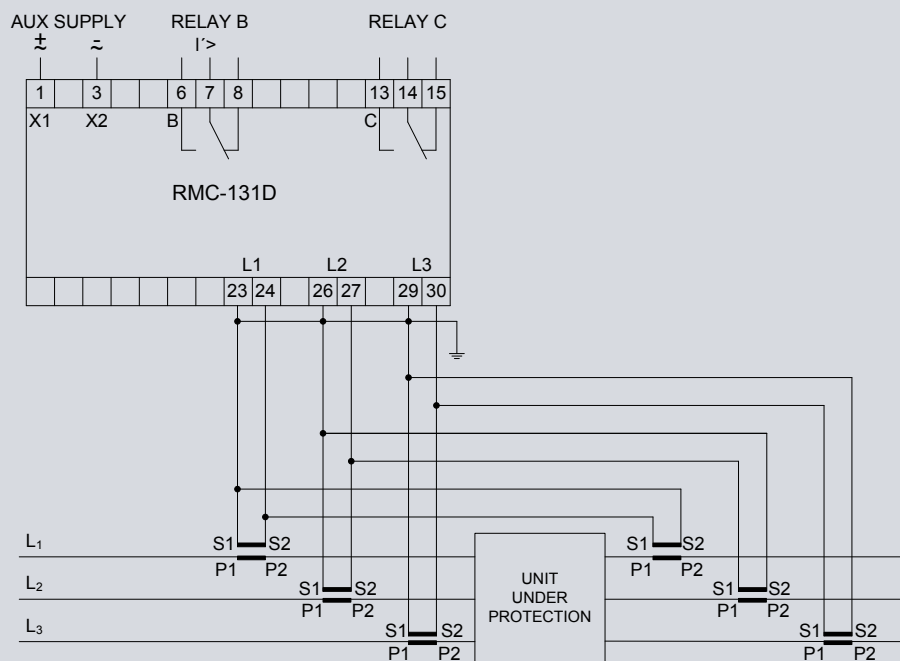 AUX SUPPLY RELAY B RELAY C
± ~ - ~ I´>
1 3 6 7 8 13 14 15
X1 X2 B C
RMC-131D
L1 L2 L3
23 24 26 27 29 30
L₁ S1 S2 S1 S2
P1 P2 P1 P2
L₂ S1 S2 UNIT S1 S2
P1 P2 UNDER P1 P2
PROTECTION
L₃ S1 S2 S1 S2
P1 P2 P1 P2